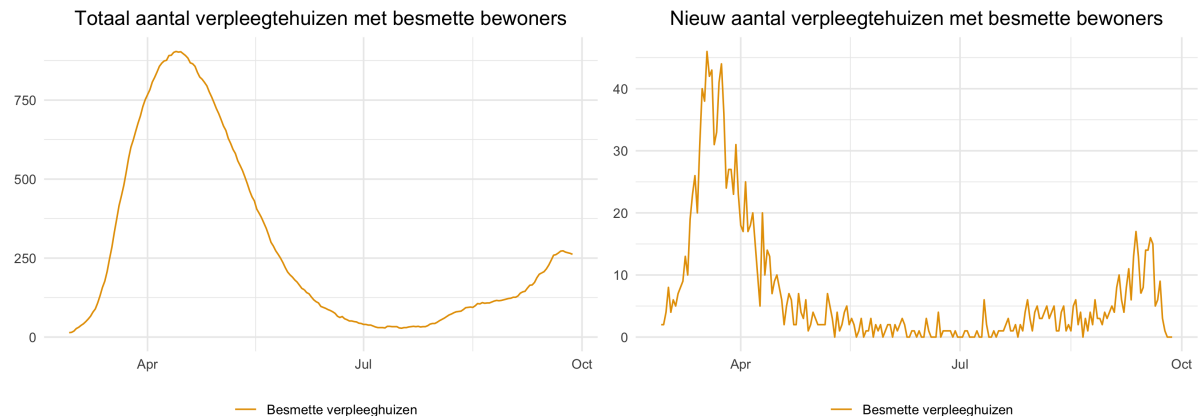 Totaal aantal verpleegtehuizen met besmette bewoners
750
500
250
0
Apr Jul Oct
Besmette verpleeghuizen
Nieuw aantal verpleegtehuizen met besmette bewoners
40
30
20
10
0
Apr Jul Oct
Besmette verpleeghuizen